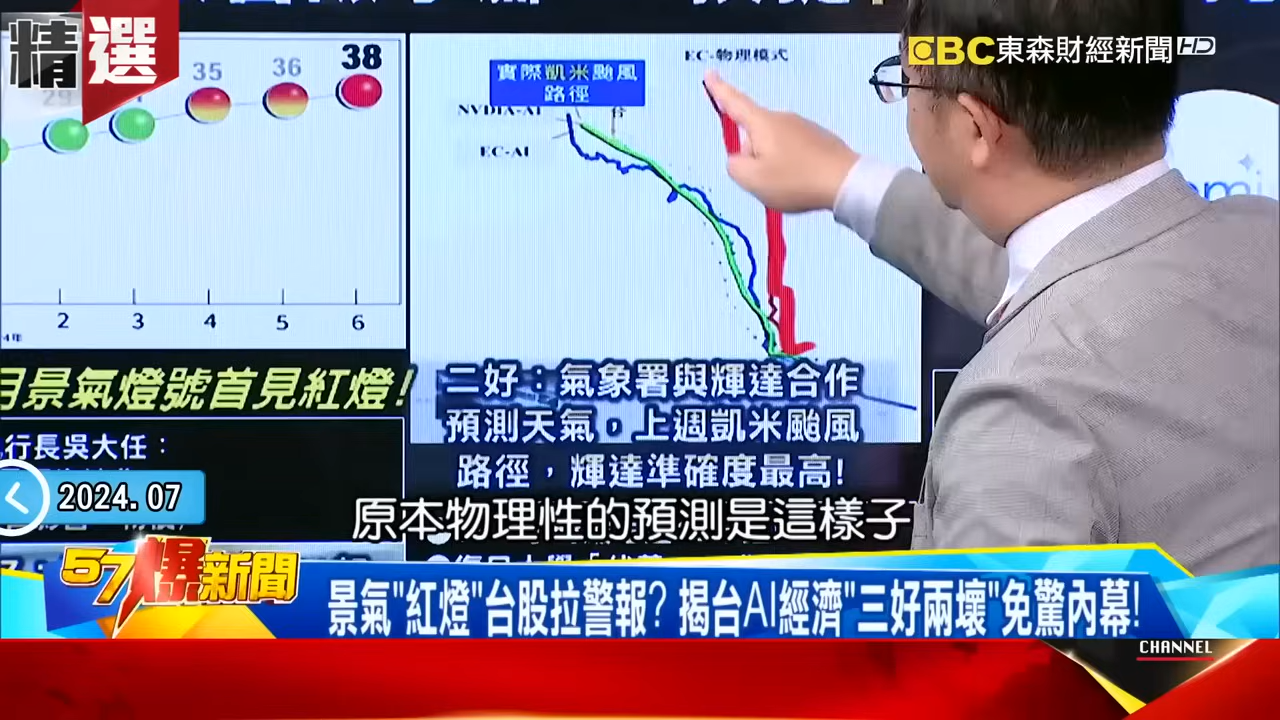 精選
EBC 東森財經新聞 HD
35
36
38
2
3
4
5
6
月景氣燈號首見紅燈!
行長吳大任：
實際凱米颱風
路徑
EC-物理模式
NVDIA-AI
EC-AI
二好：氣象署與輝達合作
預測天氣，上週凱米颱風
路徑，輝達準確度最高!
2024.07
原本物理性的預測是這樣子
57爆新聞
景氣"紅燈"台股拉警報? 揭台AI經濟"三好兩壞"免驚內幕!
CHANNEL